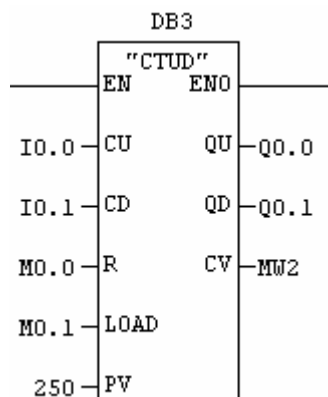 DB3
"CTUD"
EN ENO
I0.0 CU QU Q0.0
I0.1 CD QD Q0.1
M0.0 R CV MW2
M0.1 LOAD
250 PV